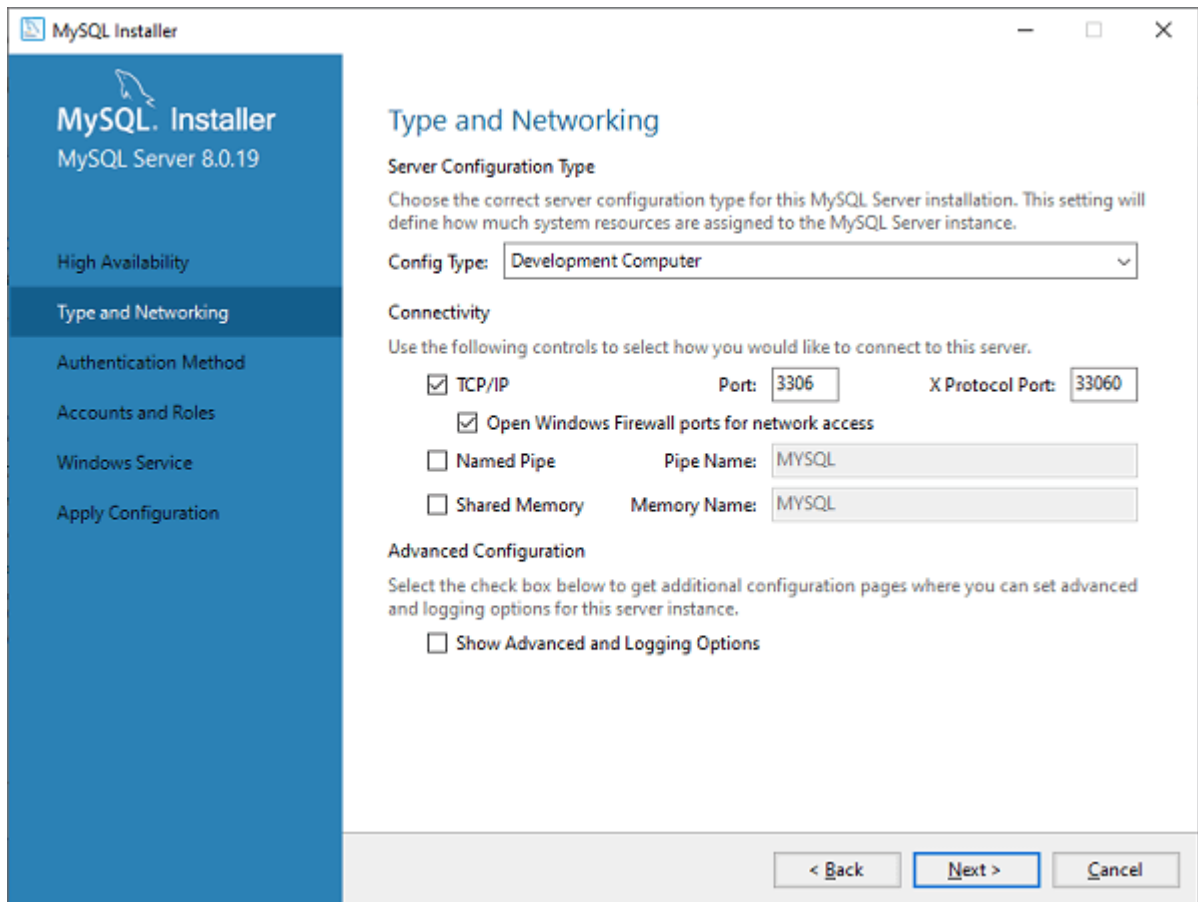 MySQL Installer
MySQL. Installer
MySQL Server 8.0.19
High Availability
Type and Networking
Authentication Method
Accounts and Roles
Windows Service
Apply Configuration
Type and Networking
Server Configuration Type
Choose the correct server configuration type for this MySQL Server installation. This setting will
define how much system resources are assigned to the MySQL Server instance.
Config Type: Development Computer
Connectivity
Use the following controls to select how you would like to connect to this server.
TCP/IP Port: 3306 X Protocol Port: 33060
Open Windows Firewall ports for network access
Named Pipe Pipe Name: MYSQL
Shared Memory Memory Name: MYSQL
Advanced Configuration
Select the check box below to get additional configuration pages where you can set advanced
and logging options for this server instance.
Show Advanced and Logging Options
< Back Next > Cancel